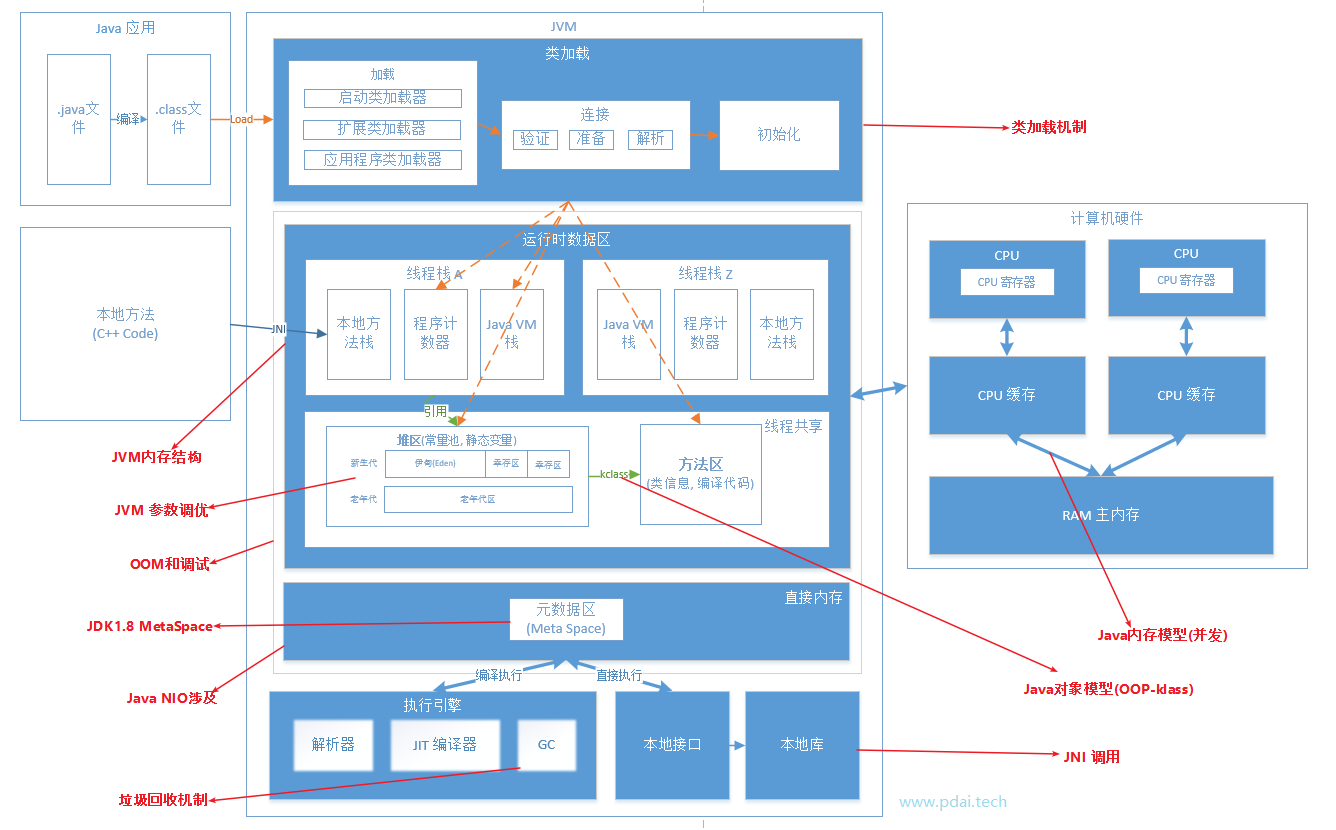 Java 应用
.java文
件
编译
.class文
件
Load
本地方法
(C++ Code)
JNI
JVM
类加载
加载
启动类加载器
扩展类加载器
应用程序类加载器
连接
验证
准备
解析
初始化
类加载机制
运行时数据区
线程栈 A
本地方
法栈
程序计
数器
Java VM
栈
线程栈 Z
Java VM
栈
程序计
数器
本地方
法栈
引用
线程共享
堆区(常量池, 静态变量)
新生代
伊甸(Eden)
幸存区
幸存区
老年代
老年代区
kclass
方法区
(类信息, 编译代码)
直接内存
元数据区
(Meta Space)
编译执行
直接执行
执行引擎
解析器
JIT 编译器
GC
本地接口
本地库
计算机硬件
CPU
CPU 寄存器
CPU
CPU 寄存器
CPU 缓存
CPU 缓存
RAM 主内存
JVM内存结构
JVM 参数调优
OOM和调试
JDK1.8 MetaSpace
Java NIO涉及
垃圾回收机制
Java内存模型(并发)
Java对象模型(OOP-klass)
JNI 调用
www.pdai.tech